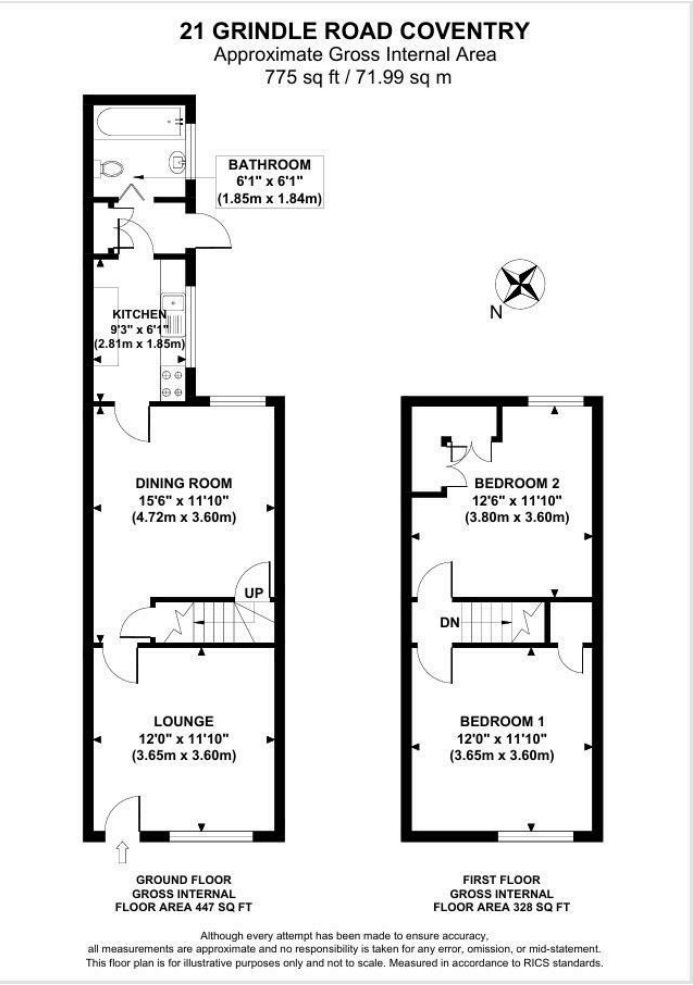 21 GRINDLE ROAD COVENTRY
Approximate Gross Internal Area
775 sq ft / 71.99 sq m
BATHROOM
6'1" x 6'1"
(1.85m x 1.84m)
N
KITCHEN
9'3" x 6'1"
(2.81m x 1.85m)
DINING ROOM
15'6" x 11'10"
(4.72m x 3.60m)
UP
BEDROOM 2
12'6" x 11'10"
(3.80m x 3.60m)
DN
LOUNGE
12'0" x 11'10"
(3.65m x 3.60m)
BEDROOM 1
12'0" x 11'10"
(3.65m x 3.60m)
GROUND FLOOR
GROSS INTERNAL
FLOOR AREA 447 SQ FT
FIRST FLOOR
GROSS INTERNAL
FLOOR AREA 328 SQ FT
Although every attempt has been made to ensure accuracy,
all measurements are approximate and no responsibility is taken for any error, omission, or mid-statement.
This floor plan is for illustrative purposes only and not to scale. Measured in accordance to RICS standards.